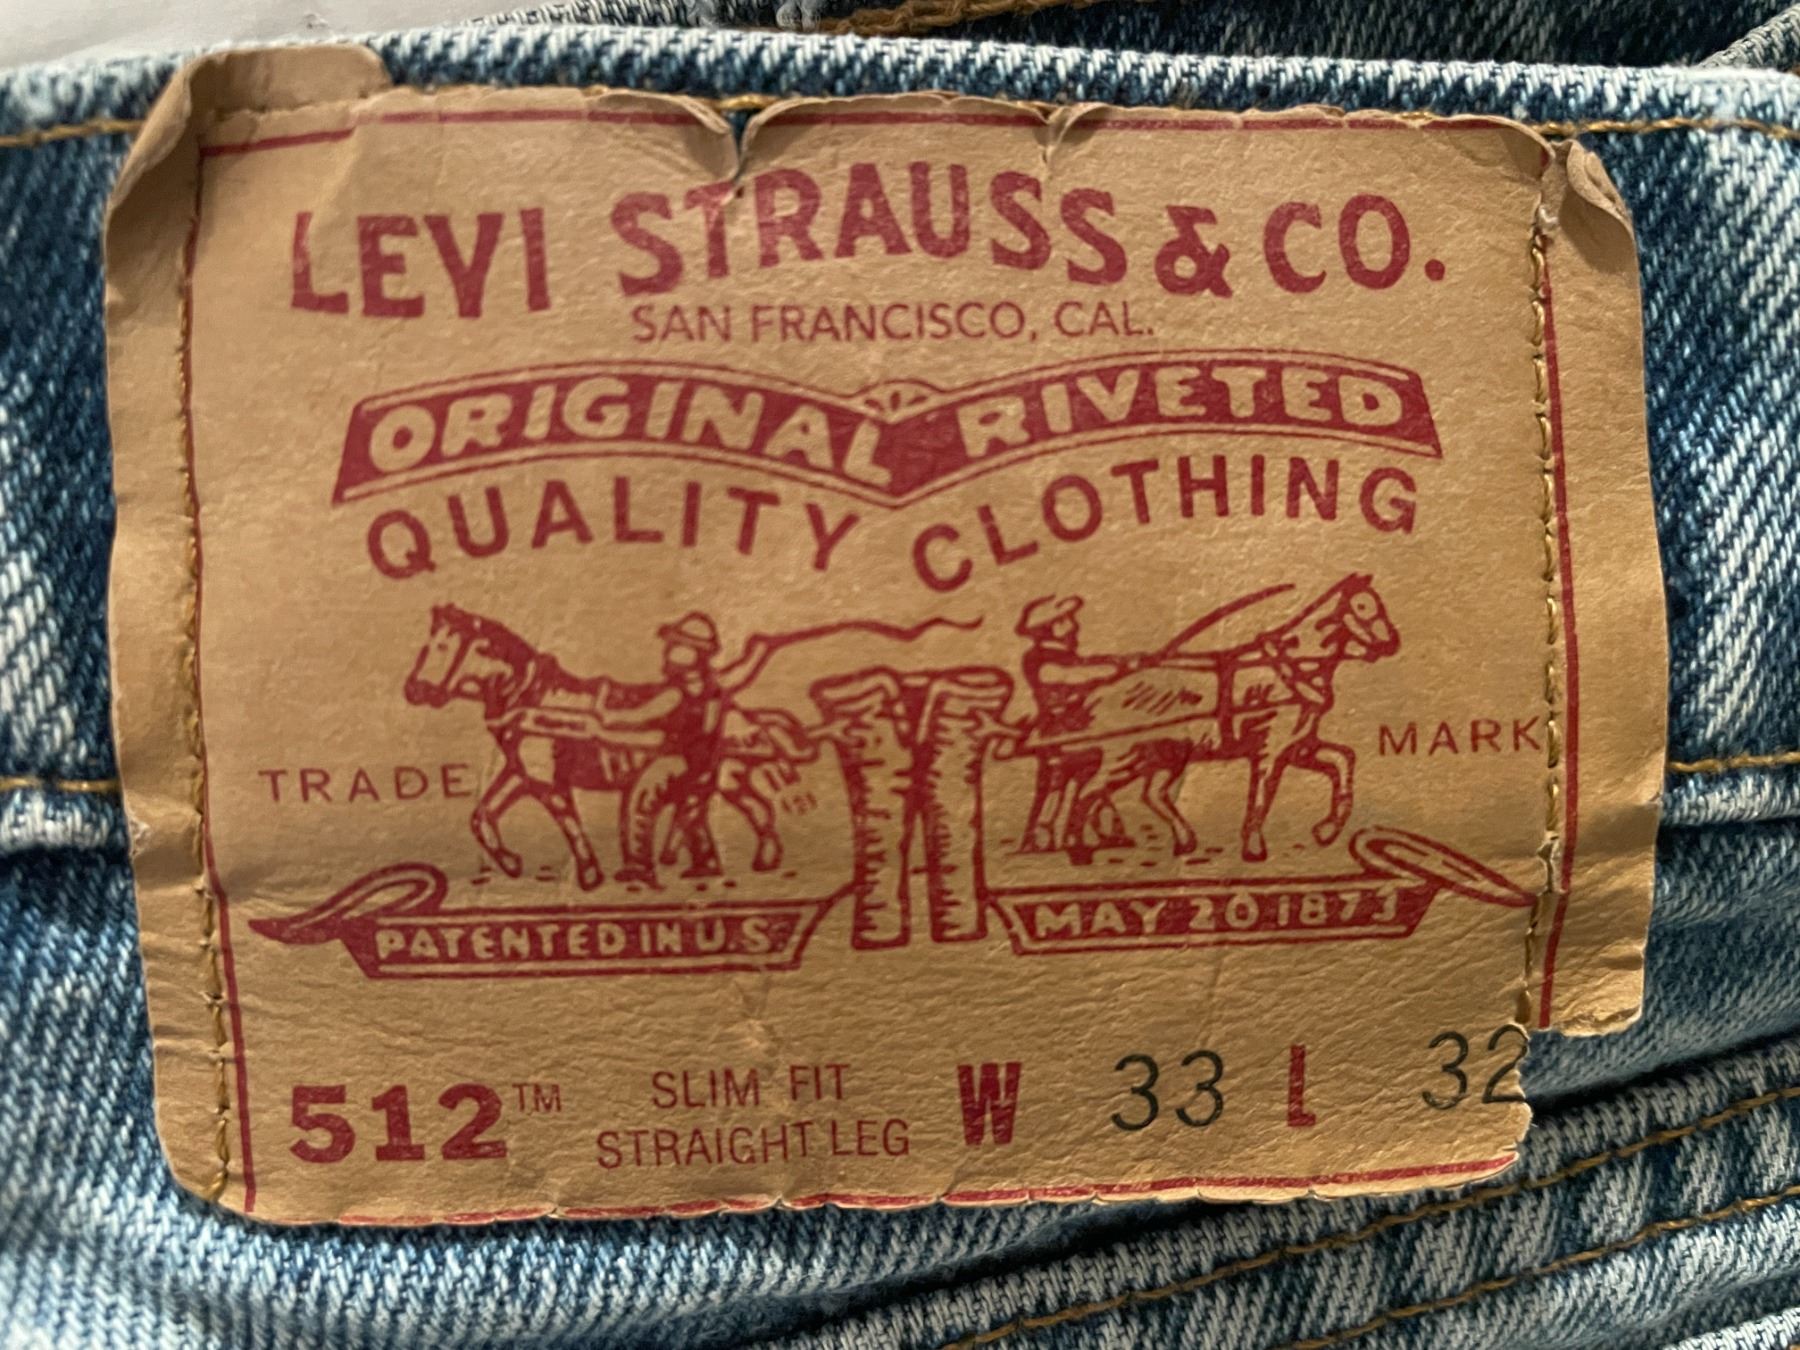 LEVI STRAUSS & CO.
SAN FRANCISCO, CAL.
ORIGINAL RIVETED
QUALITY CLOTHING
TRADE MARK
PATENTED IN U.S. MAY 20 1873
512™ SLIM FIT STRAIGHT LEG W 33 L 32